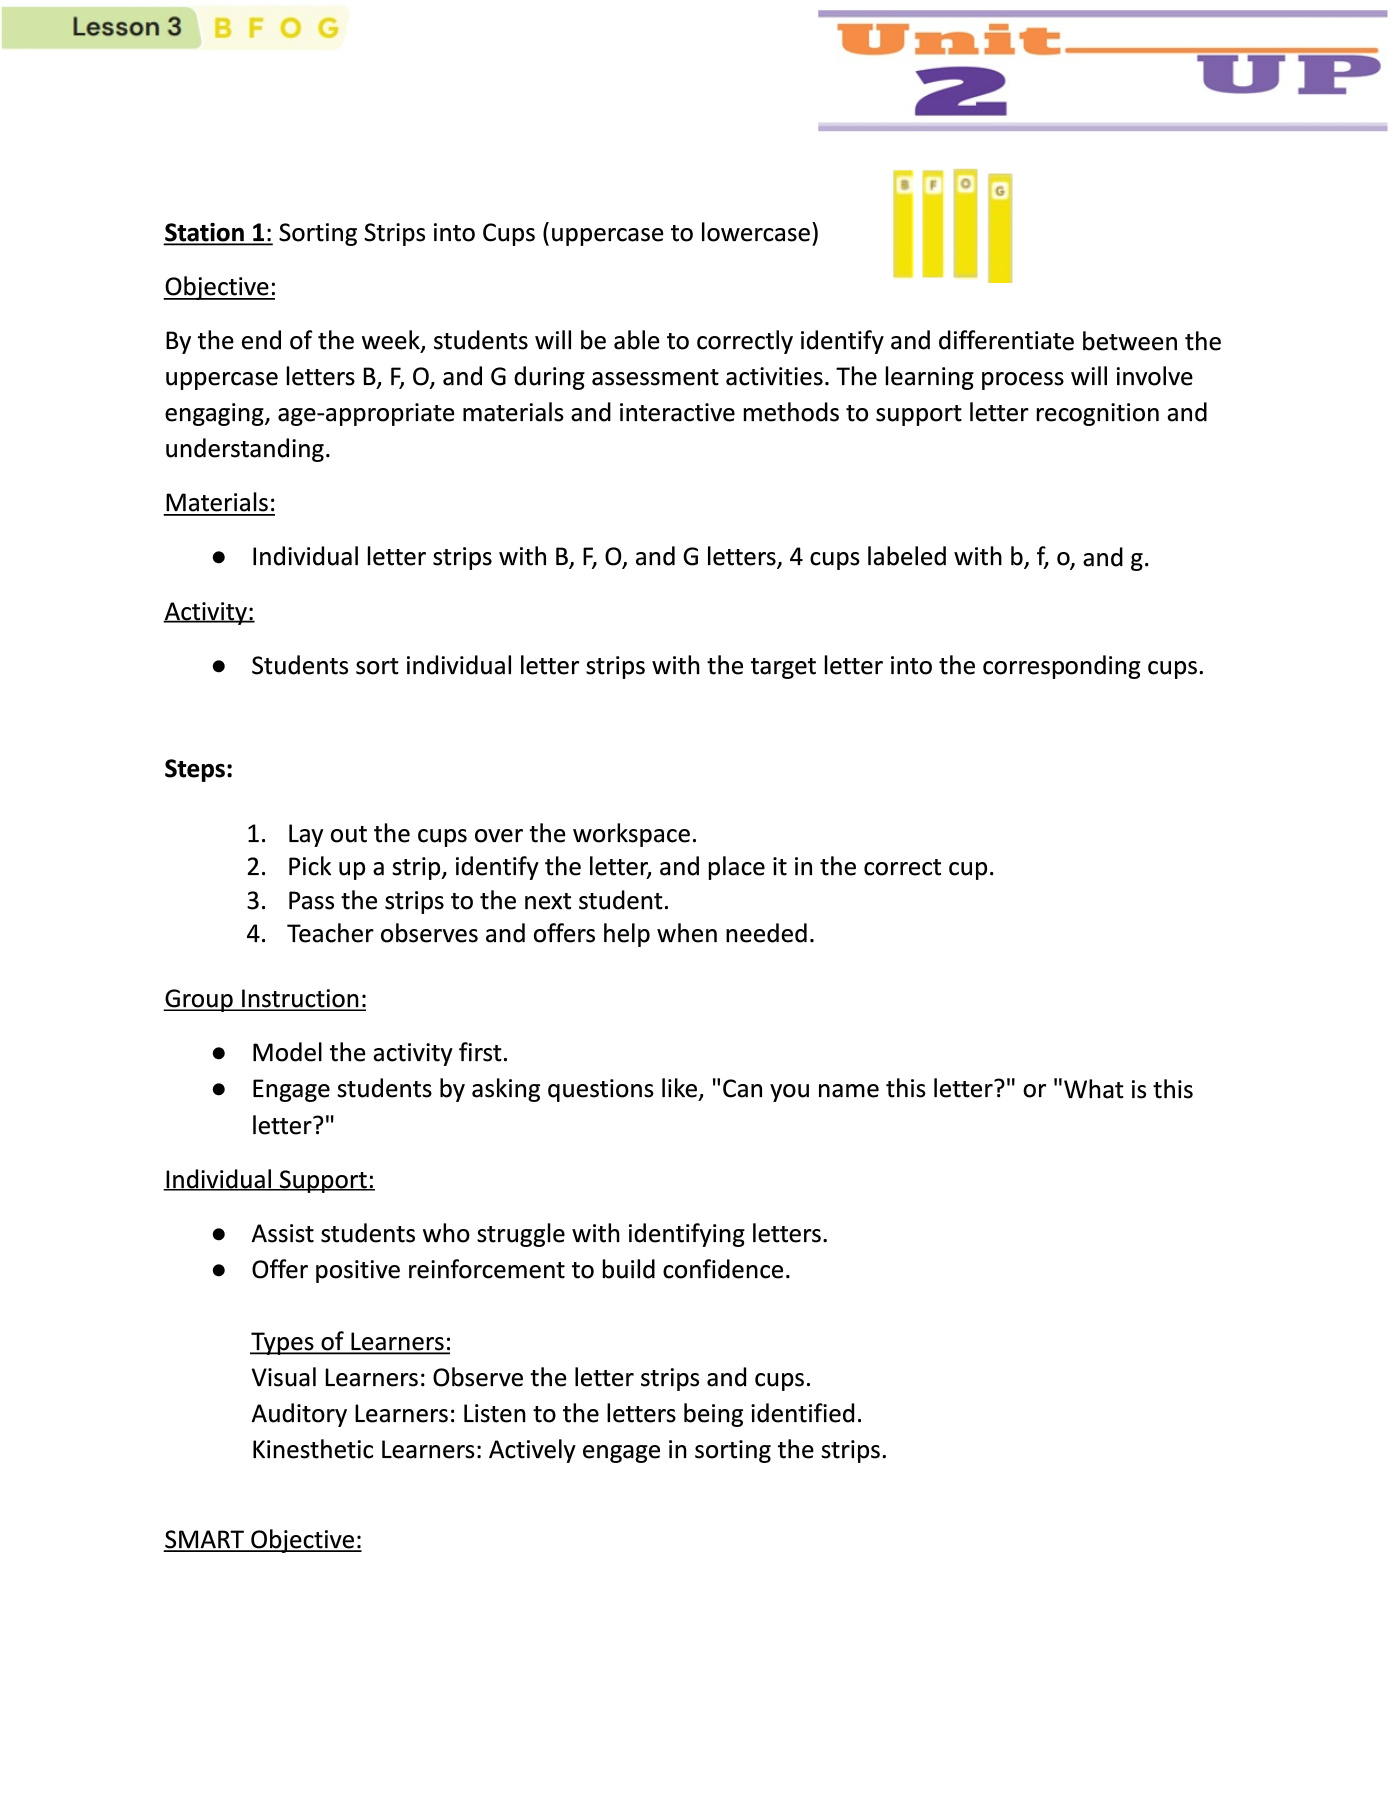 Lesson 3 B F O G
Unit
2
UP
B F O G
Station 1: Sorting Strips into Cups (uppercase to lowercase)
Objective:
By the end of the week, students will be able to correctly identify and differentiate between the
uppercase letters B, F, O, and G during assessment activities. The learning process will involve
engaging, age-appropriate materials and interactive methods to support letter recognition and
understanding.
Materials:
● Individual letter strips with B, F, O, and G letters, 4 cups labeled with b, f, o, and g.
Activity:
● Students sort individual letter strips with the target letter into the corresponding cups.
Steps:
1. Lay out the cups over the workspace.
2. Pick up a strip, identify the letter, and place it in the correct cup.
3. Pass the strips to the next student.
4. Teacher observes and offers help when needed.
Group Instruction:
● Model the activity first.
● Engage students by asking questions like, "Can you name this letter?" or "What is this
letter?"
Individual Support:
● Assist students who struggle with identifying letters.
● Offer positive reinforcement to build confidence.
Types of Learners:
Visual Learners: Observe the letter strips and cups.
Auditory Learners: Listen to the letters being identified.
Kinesthetic Learners: Actively engage in sorting the strips.
SMART Objective: